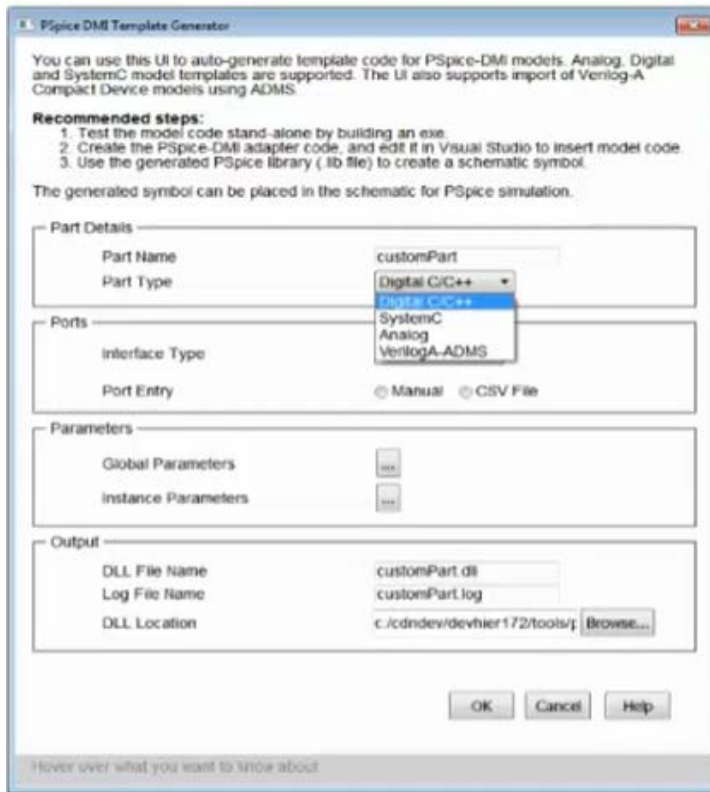 PSpice DMI Template Generator
You can use this UI to auto-generate template code for PSpice-DMI models. Analog, Digital
and SystemC model templates are supported. The UI also supports import of Verilog-A
Compact Device models using ADMS.
Recommended steps:
1. Test the model code stand-alone by building an exe.
2. Create the PSpice-DMI adapter code, and edit it in Visual Studio to insert model code.
3. Use the generated PSpice library (.lib file) to create a schematic symbol.
The generated symbol can be placed in the schematic for PSpice simulation.
Part Details
Part Name customPart
Part Type Digital C/C++
Digital C/C++
SystemC
Analog
VerilogA-ADMS
Ports
Interface Type
Port Entry Manual CSV File
Parameters
Global Parameters ...
Instance Parameters ...
Output
DLL File Name customPart.dll
Log File Name customPart.log
DLL Location c:/cdndev/devhier172/tools/p Browse...
OK Cancel Help
Hover over what you want to know about